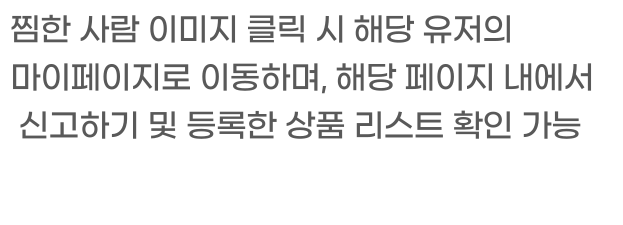 찜한 사람 이미지 클릭 시 해당 유저의
마이페이지로 이동하며, 해당 페이지 내에서
신고하기 및 등록한 상품 리스트 확인 가능